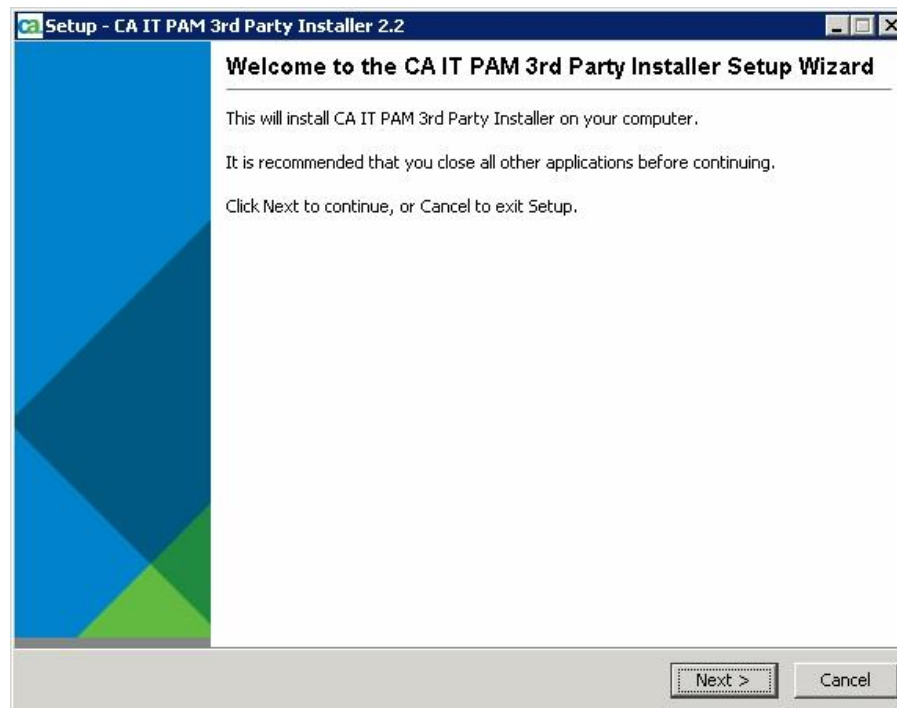 ca Setup - CA IT PAM 3rd Party Installer 2.2
Welcome to the CA IT PAM 3rd Party Installer Setup Wizard
This will install CA IT PAM 3rd Party Installer on your computer.
It is recommended that you close all other applications before continuing.
Click Next to continue, or Cancel to exit Setup.
Next >
Cancel